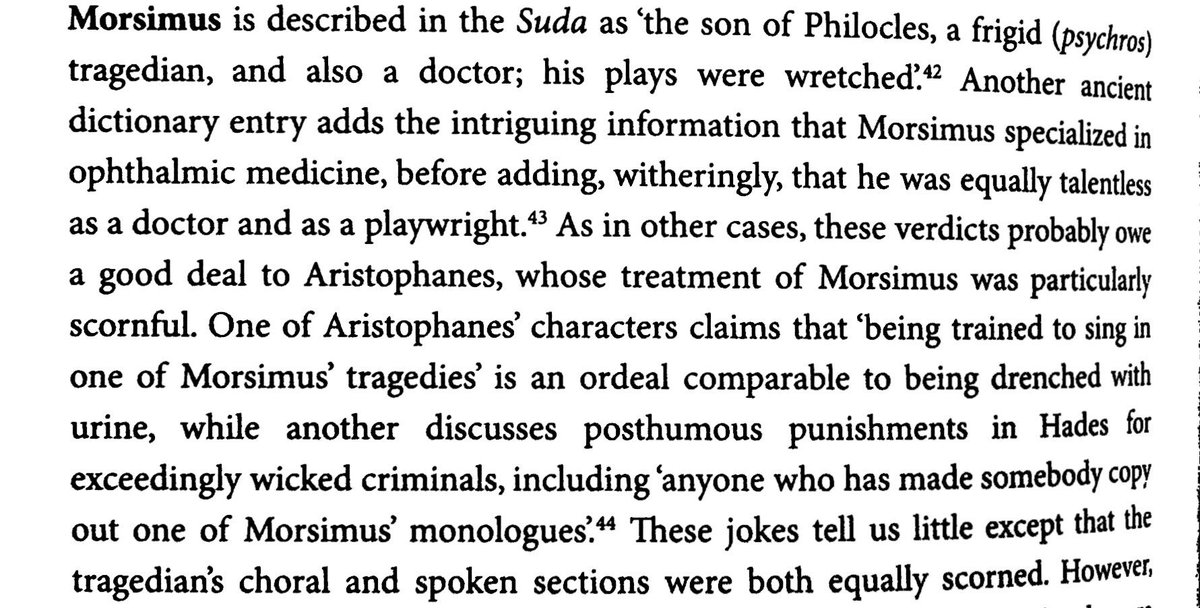 Morsimus is described in the Suda as ‘the son of Philocles, a frigid (psychros)
tragedian, and also a doctor; his plays were wretched’.⁴² Another ancient
dictionary entry adds the intriguing information that Morsimus specialized in
ophthalmic medicine, before adding, witheringly, that he was equally talentless
as a doctor and as a playwright.⁴³ As in other cases, these verdicts probably owe
a good deal to Aristophanes, whose treatment of Morsimus was particularly
scornful. One of Aristophanes’ characters claims that ‘being trained to sing in
one of Morsimus’ tragedies’ is an ordeal comparable to being drenched with
urine, while another discusses posthumous punishments in Hades for
exceedingly wicked criminals, including ‘anyone who has made somebody copy
out one of Morsimus’ monologues’.⁴⁴ These jokes tell us little except that the
tragedian’s choral and spoken sections were both equally scorned. However,